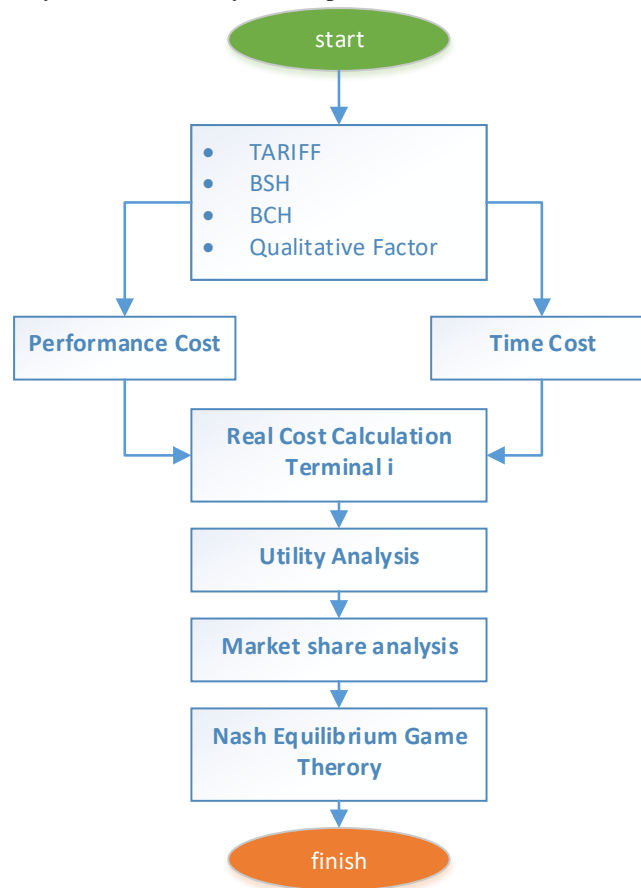 start
• TARIFF
• BSH
• BCH
• Qualitative Factor
Performance Cost
Time Cost
Real Cost Calculation
Terminal i
Utility Analysis
Market share analysis
Nash Equilibrium Game
Therory
finish